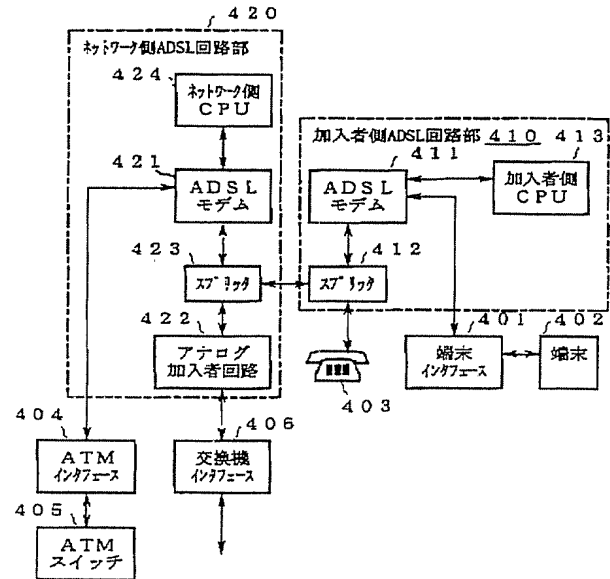 420
ネットワーク側ADSL回路部
424
ネットワーク側
CPU
421
ADSL
モデム
423
スプリッタ
422
アナログ
加入者回路
加入者側ADSL回路部 410
413
411
ADSL
モデム
加入者側
CPU
412
スプリッタ
401
端末
インタフェース
402
端末
403
404
ATM
インタフェース
406
交換機
インタフェース
405
ATM
スイッチ